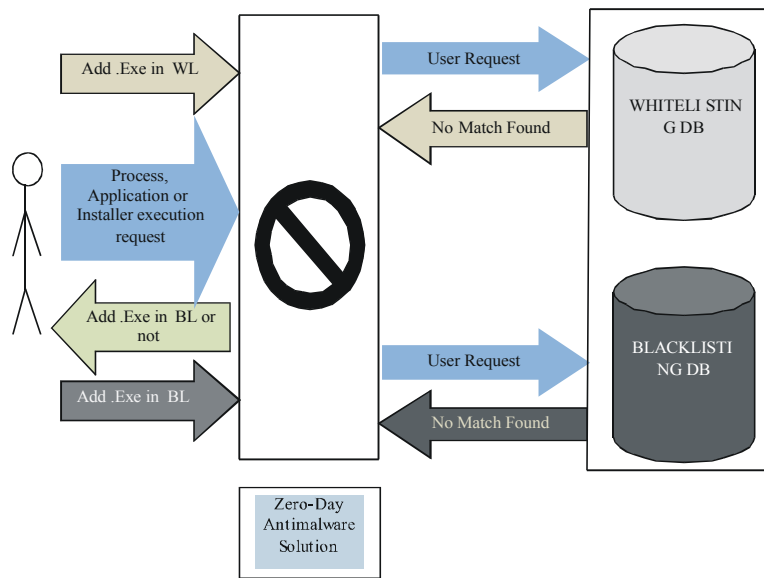 Add .Exe in WL
User Request
No Match Found
WHITELI STIN
G DB
Process,
Application or
Installer execution
request
Add .Exe in BL or
not
Add .Exe in BL
User Request
No Match Found
BLACKLISTI
NG DB
Zero-Day
Antimalware
Solution